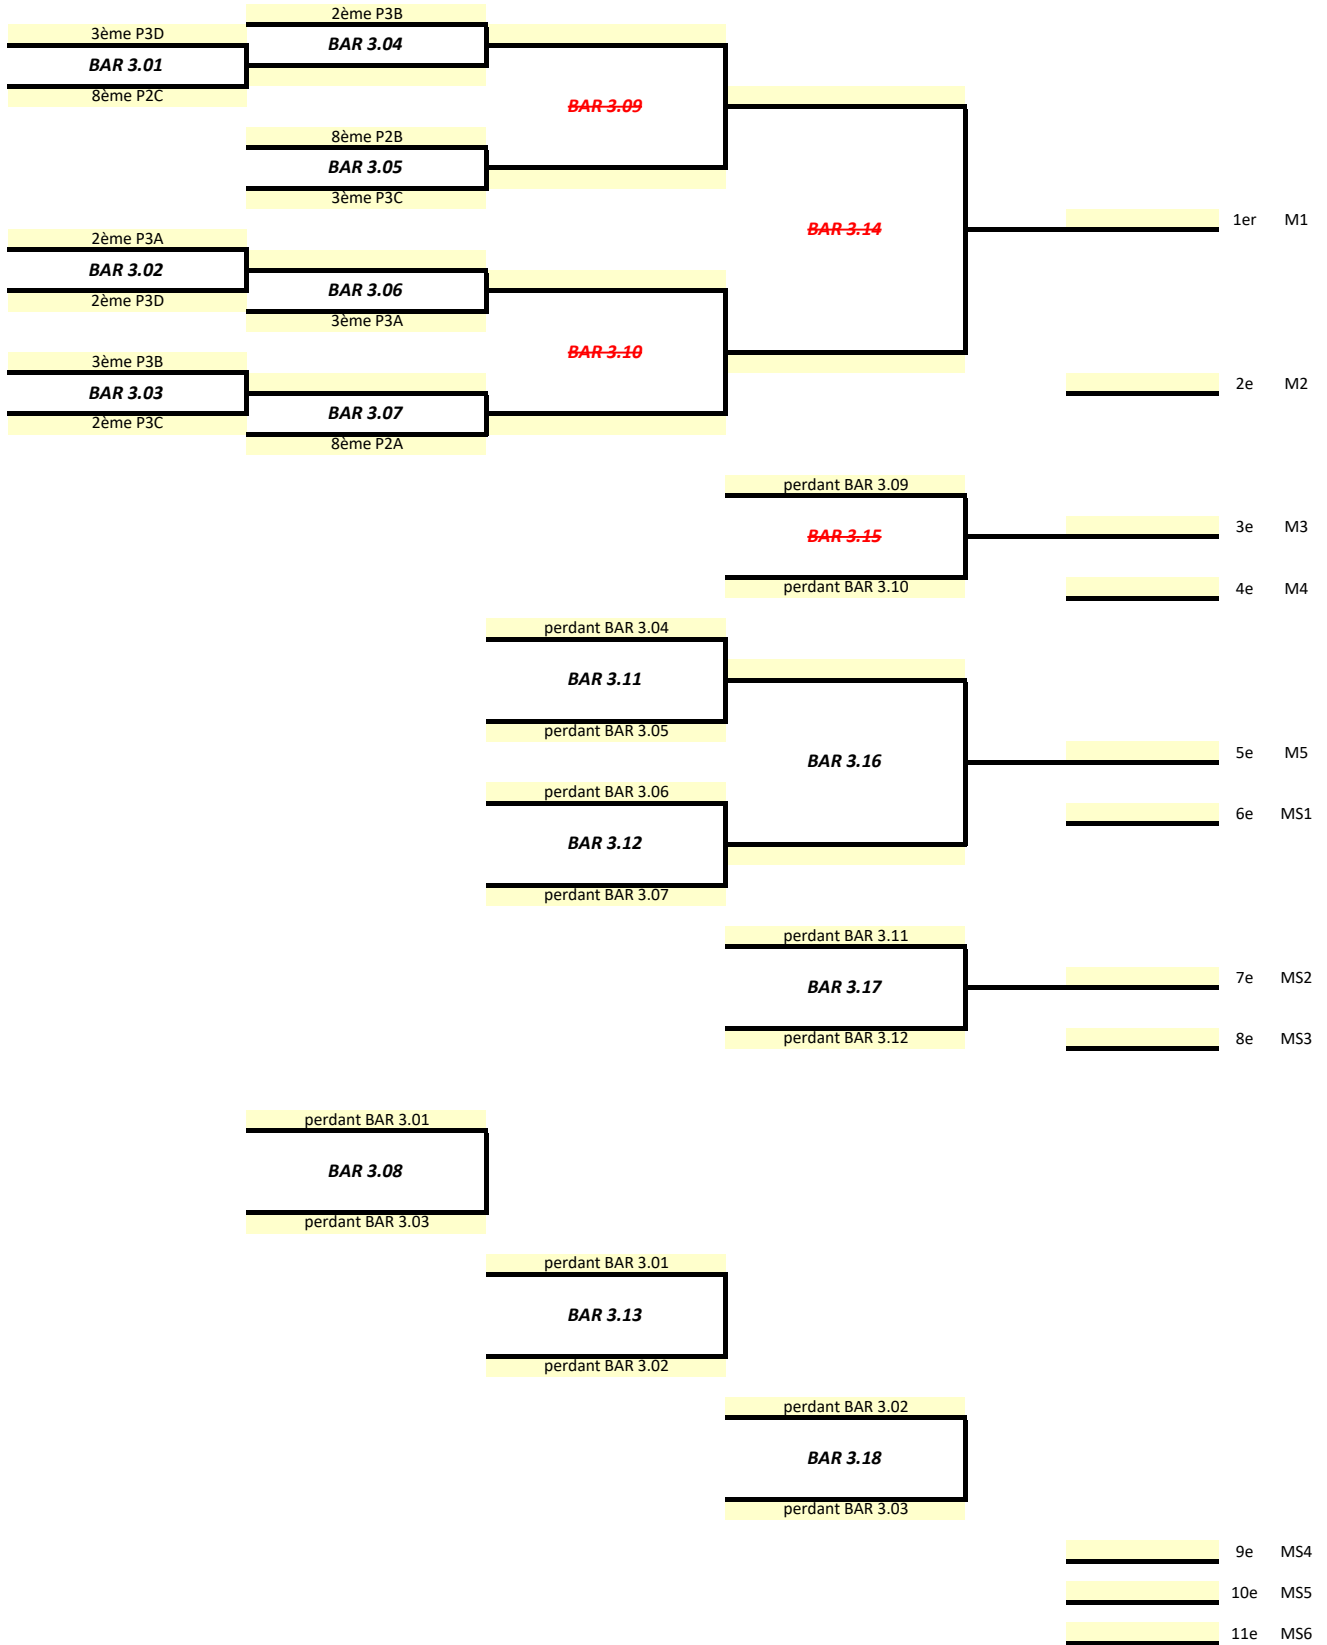 2ème P3B
3ème P3D
BAR 3.04
BAR 3.01
8ème P2C
BAR 3.09
8ème P2B
BAR 3.05
3ème P3C
1er M1
BAR 3.14
2ème P3A
BAR 3.02
BAR 3.06
2ème P3D
3ème P3A
BAR 3.10
3ème P3B
2e M2
BAR 3.03
BAR 3.07
2ème P3C
8ème P2A
perdant BAR 3.09
3e M3
BAR 3.15
perdant BAR 3.10
4e M4
perdant BAR 3.04
BAR 3.11
perdant BAR 3.05
5e M5
BAR 3.16
perdant BAR 3.06
6e MS1
BAR 3.12
perdant BAR 3.07
perdant BAR 3.11
7e MS2
BAR 3.17
perdant BAR 3.12
8e MS3
perdant BAR 3.01
BAR 3.08
perdant BAR 3.03
perdant BAR 3.01
BAR 3.13
perdant BAR 3.02
perdant BAR 3.02
BAR 3.18
perdant BAR 3.03
9e MS4
10e MS5
11e MS6